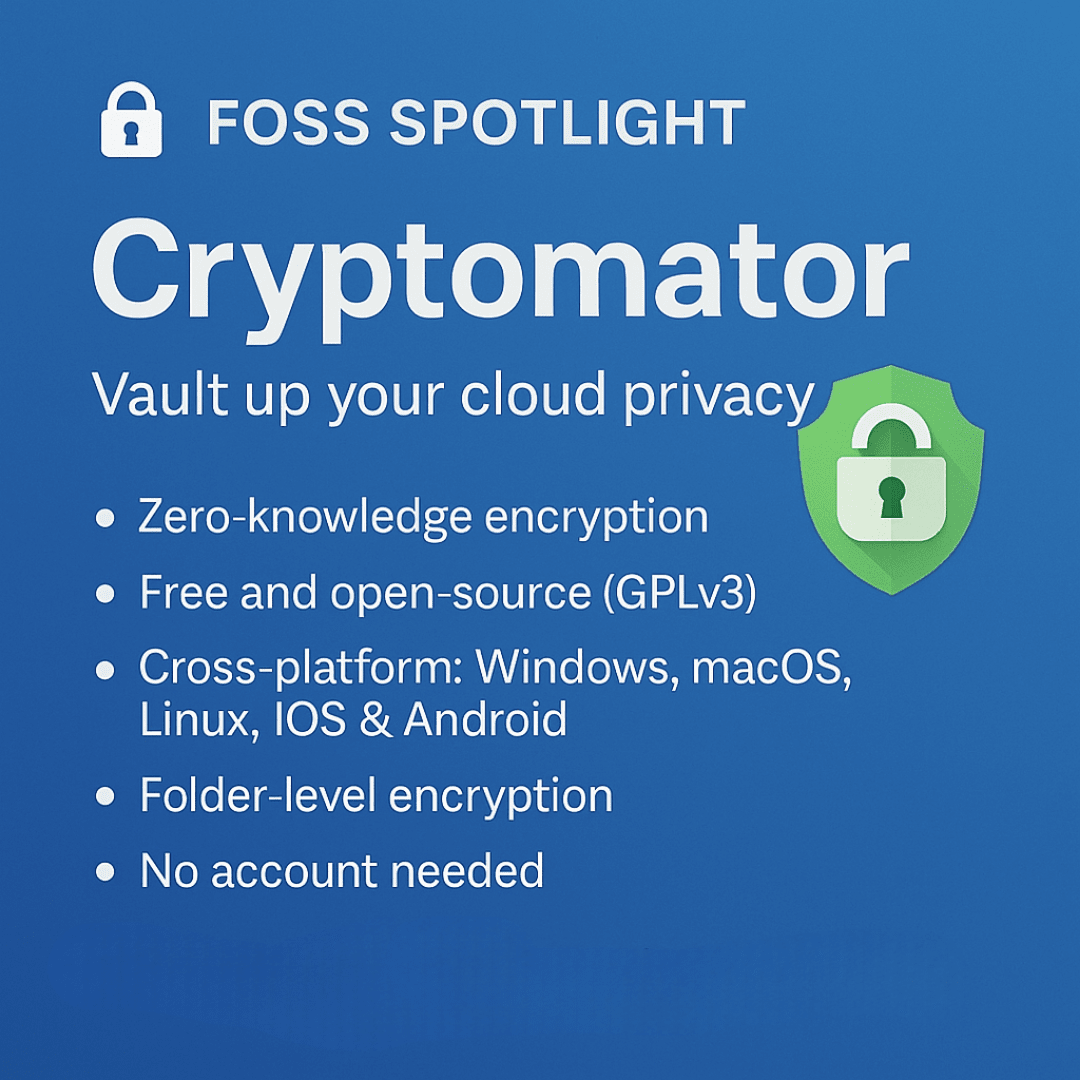 FOSS SPOTLIGHT
Cryptomator
Vault up your cloud privacy
• Zero-knowledge encryption
• Free and open-source (GPLv3)
• Cross-platform: Windows, macOS,
Linux, IOS & Android
• Folder-level encryption
• No account needed